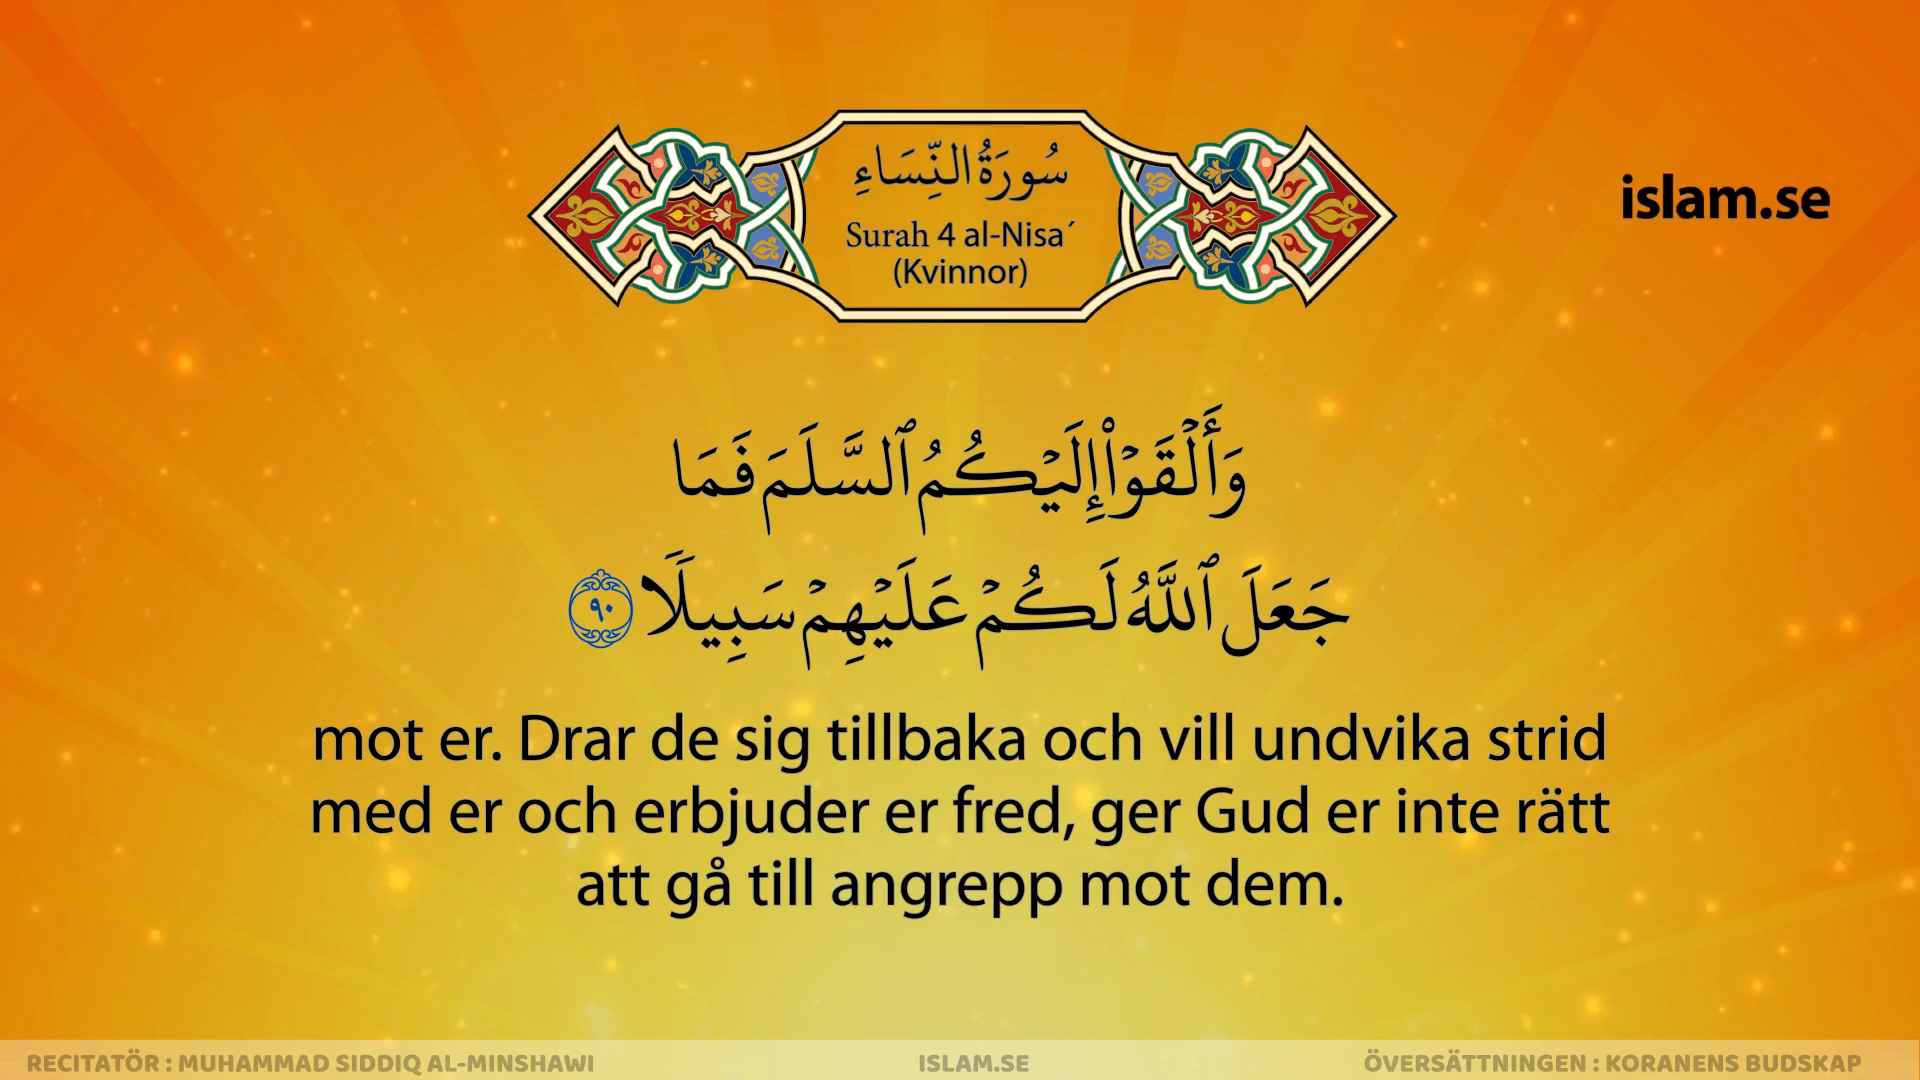 سُورَةُ النِّسَاءِ
Surah 4 al-Nisa´
(Kvinnor)
islam.se
وَأَلۡقَوۡاْ إِلَيۡكُمُ ٱلسَّلَمَ فَمَا
جَعَلَ ٱللَّهُ لَكُمۡ عَلَيۡهِمۡ سَبِيلٗا ٩٠
mot er. Drar de sig tillbaka och vill undvika strid
med er och erbjuder er fred, ger Gud er inte rätt
att gå till angrepp mot dem.
RECITATÖR : MUHAMMAD SIDDIQ AL-MINSHAWI
ISLAM.SE
ÖVERSÄTTNINGEN : KORANENS BUDSKAP